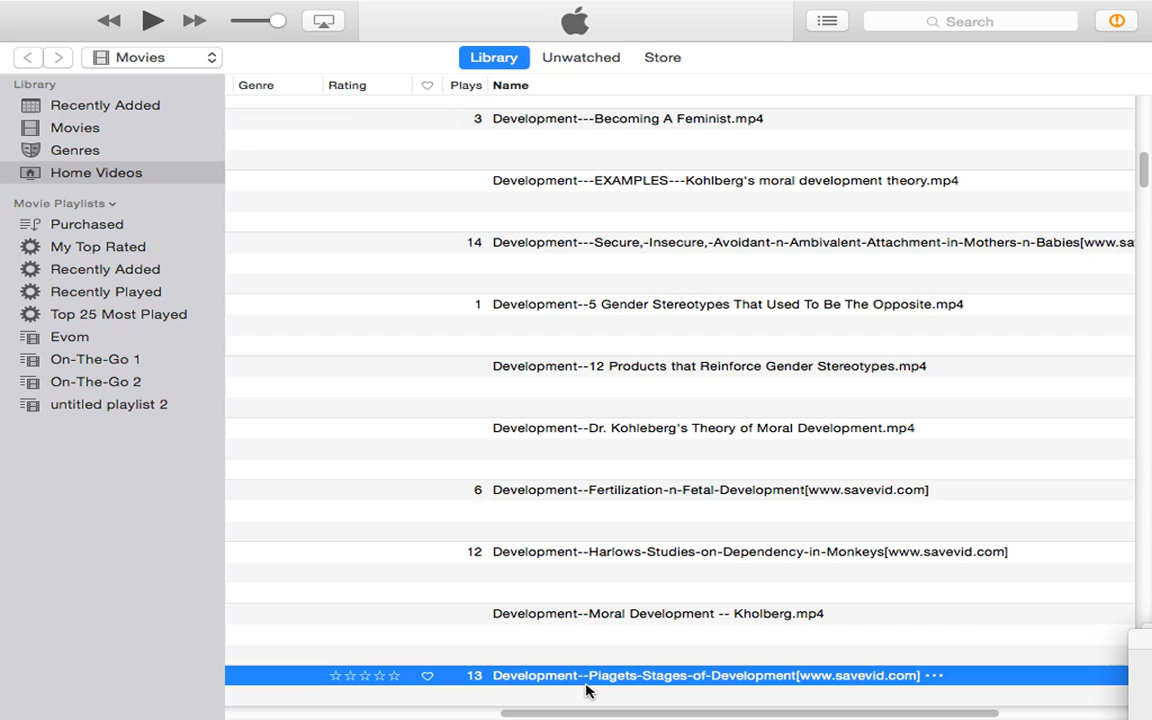 Search
Movies
Library Unwatched Store
Library
Recently Added
Movies
Genres
Home Videos
Movie Playlists
Purchased
My Top Rated
Recently Added
Recently Played
Top 25 Most Played
Evom
On-The-Go 1
On-The-Go 2
untitled playlist 2
Genre Rating Plays Name
3 Development---Becoming A Feminist.mp4
Development---EXAMPLES---Kohlberg's moral development theory.mp4
14 Development---Secure,-Insecure,-Avoidant-n-Ambivalent-Attachment-in-Mothers-n-Babies[www.sa
1 Development--5 Gender Stereotypes That Used To Be The Opposite.mp4
Development--12 Products that Reinforce Gender Stereotypes.mp4
Development--Dr. Kohleberg's Theory of Moral Development.mp4
6 Development--Fertilization-n-Fetal-Development[www.savevid.com]
12 Development--Harlows-Studies-on-Dependency-in-Monkeys[www.savevid.com]
Development--Moral Development -- Kholberg.mp4
13 Development--Piagets-Stages-of-Development[www.savevid.com] ···